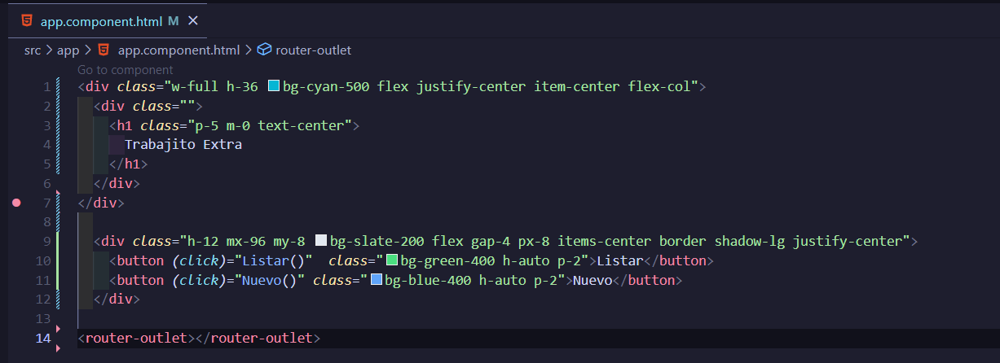 app.component.html M
src > app > app.component.html > router-outlet
Go to component
1 <div class="w-full h-36 bg-cyan-500 flex justify-center item-center flex-col">
2 <div class="">
3 <h1 class="p-5 m-0 text-center">
4 Trabajito Extra
5 </h1>
6 </div>
7 </div>
8
9 <div class="h-12 mx-96 my-8 bg-slate-200 flex gap-4 px-8 items-center border shadow-lg justify-center">
10 <button (click)="Listar()" class="bg-green-400 h-auto p-2">Listar</button>
11 <button (click)="Nuevo()" class="bg-blue-400 h-auto p-2">Nuevo</button>
12 </div>
13
14 <router-outlet></router-outlet>